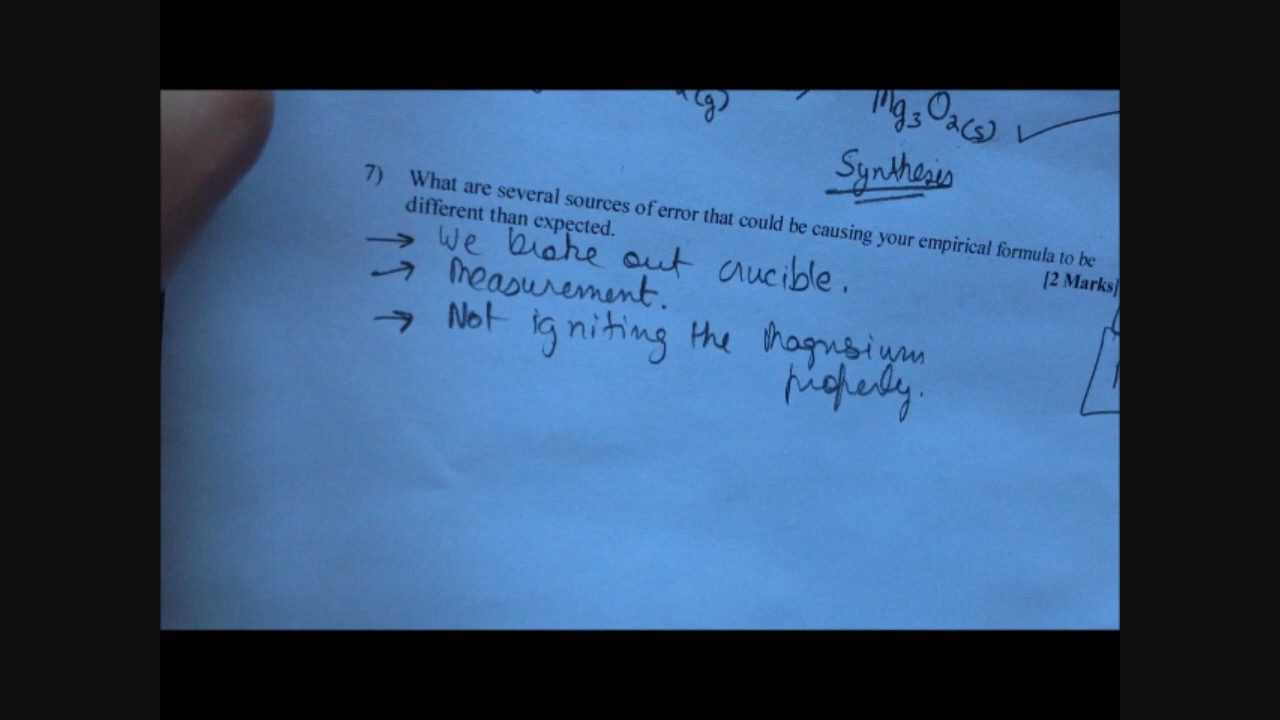 (g)
Mg3O2(s)
Synthesis
7) What are several sources of error that could be causing your empirical formula to be
different than expected.
[2 Marks]
→ We broke out crucible.
→ Measurement.
→ Not igniting the Magnesium
properly.